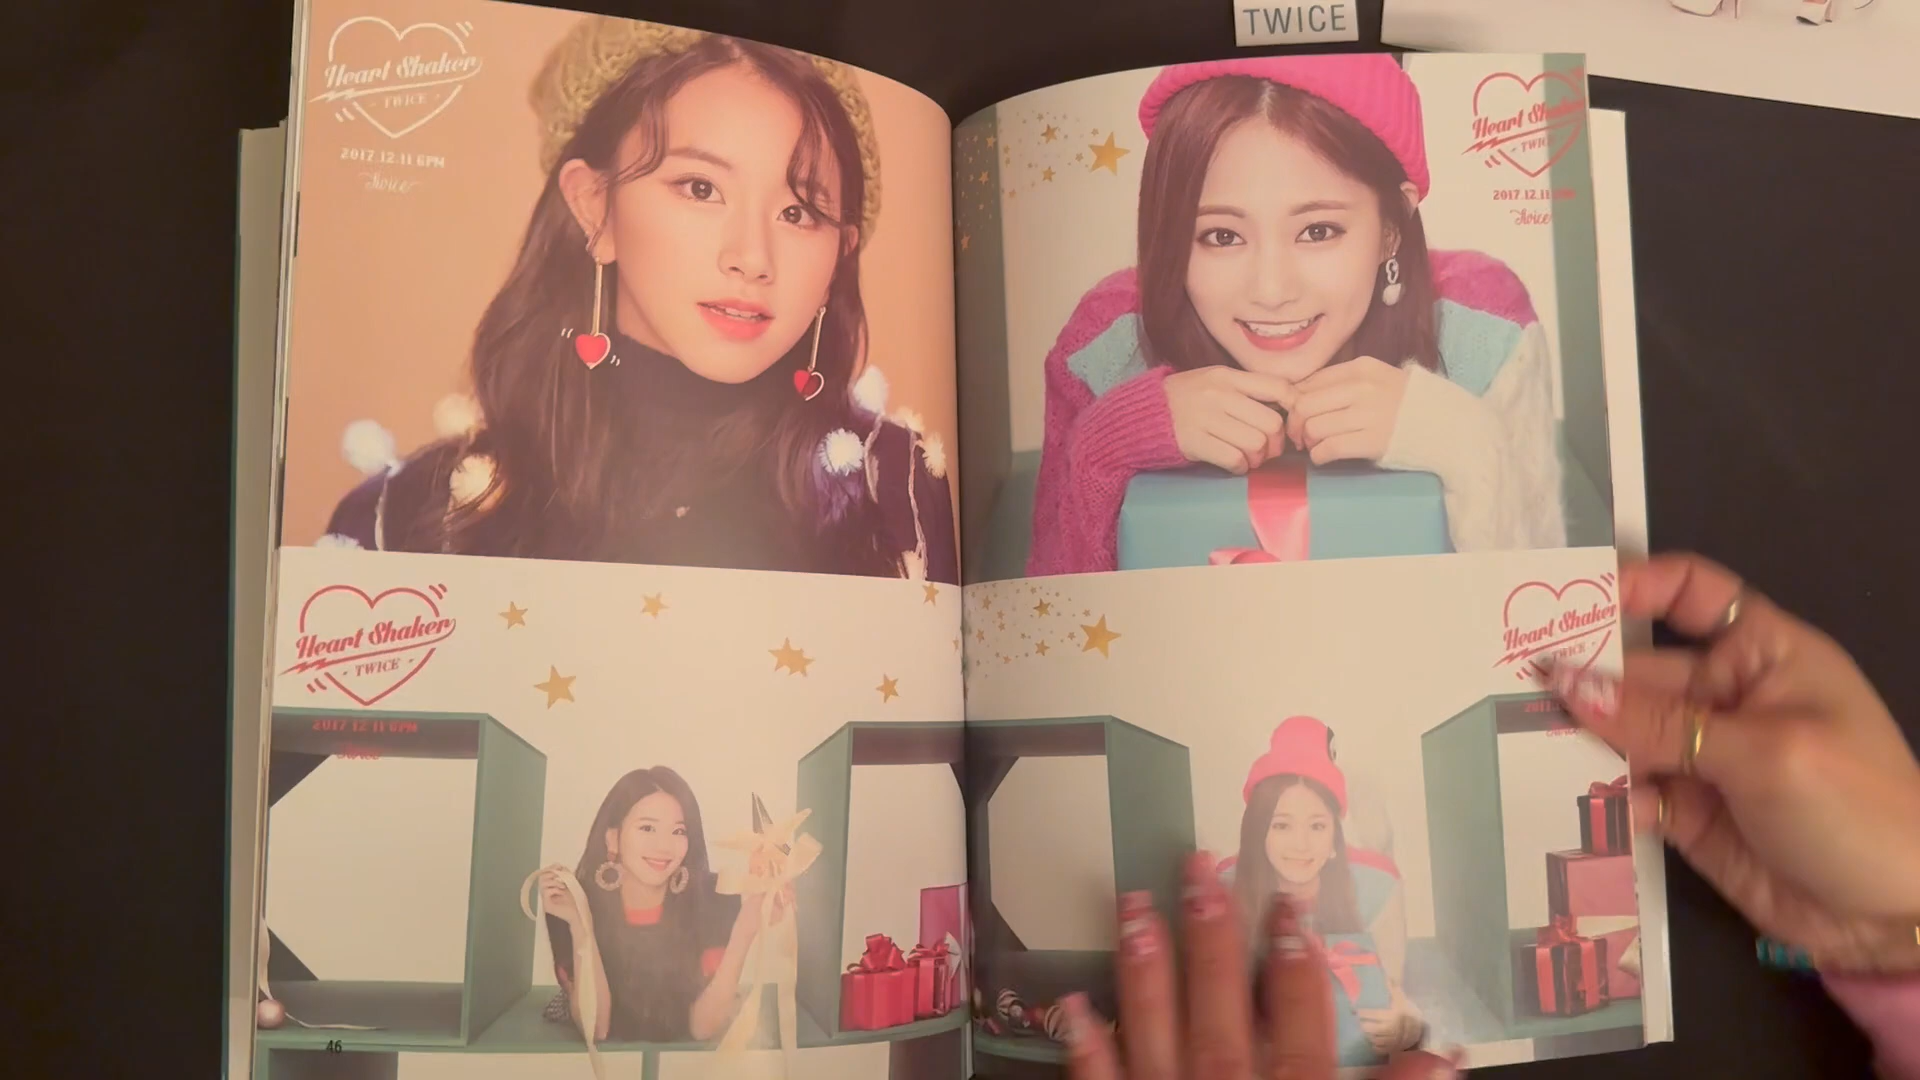 TWICE
Heart Shaker
- TWICE -
2017.12.11 6PM
Twice
Heart Shaker
2017.12.11
Twice
Heart Shaker
- TWICE -
2017.12.11 6PM
Twice
Heart Shaker
TWICE
46